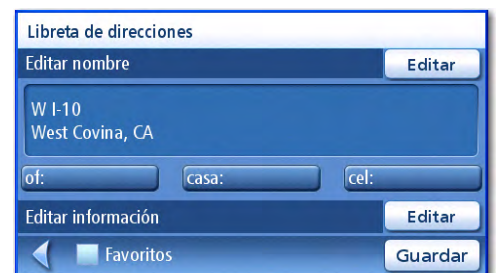 Libreta de direcciones
Editar nombre Editar
W I-10
West Covina, CA
of: casa: cel:
Editar información Editar
Favoritos Guardar